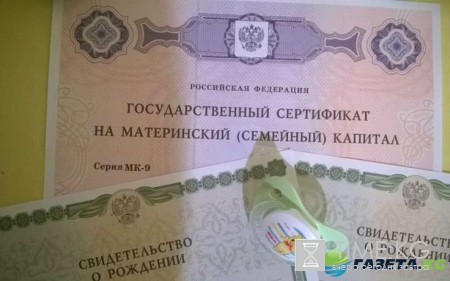 РОССИЙСКАЯ ФЕДЕРАЦИЯ
ГОСУДАРСТВЕННЫЙ СЕРТИФИКАТ
НА МАТЕРИНСКИЙ (СЕМЕЙНЫЙ) КАПИТАЛ
Серия МК-9
СВИДЕТЕЛЬСТВО
О РОЖДЕНИИ
СВИДЕТЕЛЬСТВО
О РОЖДЕНИИ
ГАЗЕТА.